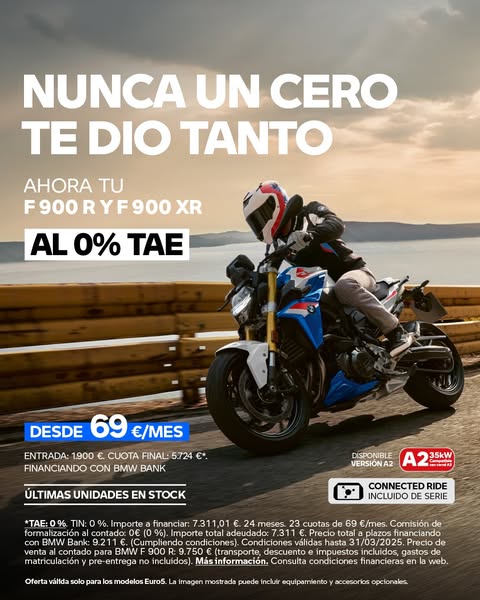 NUNCA UN CERO
TE DIO TANTO
AHORA TU
F 900 R Y F 900 XR
AL 0% TAE
DESDE 69 €/MES
ENTRADA: 1.900 €. CUOTA FINAL: 5.724 €*.
FINANCIANDO CON BMW BANK
ÚLTIMAS UNIDADES EN STOCK
DISPONIBLE
VERSIÓN A2
A2 35kW
Compatible
con carné A2
CONNECTED RIDE
INCLUIDO DE SERIE
*TAE: 0 %. TIN: 0 %. Importe a financiar: 7.311,01 €. 24 meses. 23 cuotas de 69 €/mes. Comisión de
formalización al contado: 0€ (0 %). Importe total adeudado: 7.311 €. Precio total a plazos financiando
con BMW Bank: 9.211 €. (Cumpliendo condiciones). Condiciones validas hasta 31/03/2025. Precio de
venta al contado para BMW F 900 R: 9.750 € (transporte, descuento e impuestos incluidos, gastos de
matriculación y pre-entrega no incluidos). Más información. Consulta condiciones financieras en la web.
Oferta válida solo para los modelos Euro5. La imagen mostrada puede incluir equipamiento y accesorios opcionales.